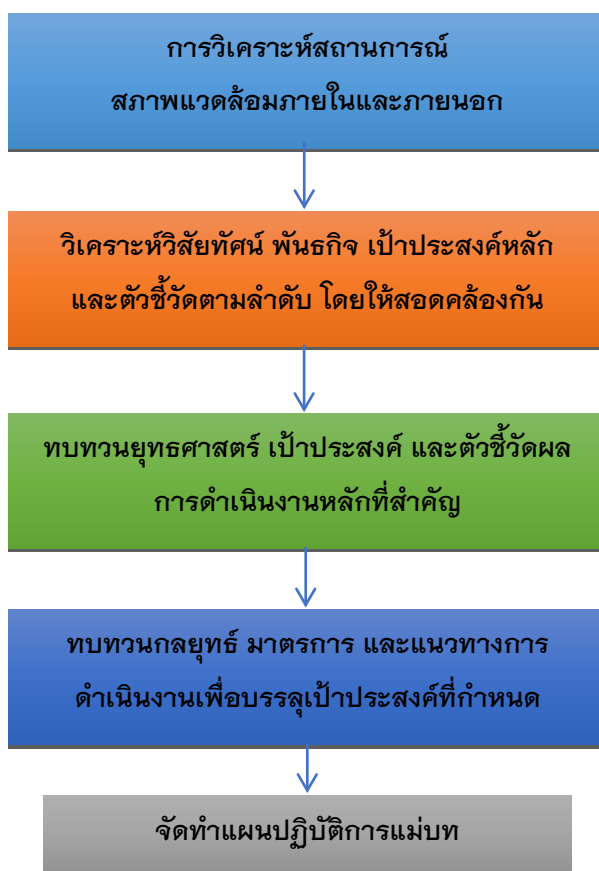 การวิเคราะห์สถานการณ์
สภาพแวดล้อมภายในและภายนอก
วิเคราะห์วิสัยทัศน์ พันธกิจ เป้าประสงค์หลัก
และตัวชี้วัดตามลำดับ โดยให้สอดคล้องกัน
ทบทวนยุทธศาสตร์ เป้าประสงค์ และตัวชี้วัดผล
การดำเนินงานหลักที่สำคัญ
ทบทวนกลยุทธ์ มาตรการ และแนวทางการ
ดำเนินงานเพื่อบรรลุเป้าประสงค์ที่กำหนด
จัดทำแผนปฏิบัติการแม่บท